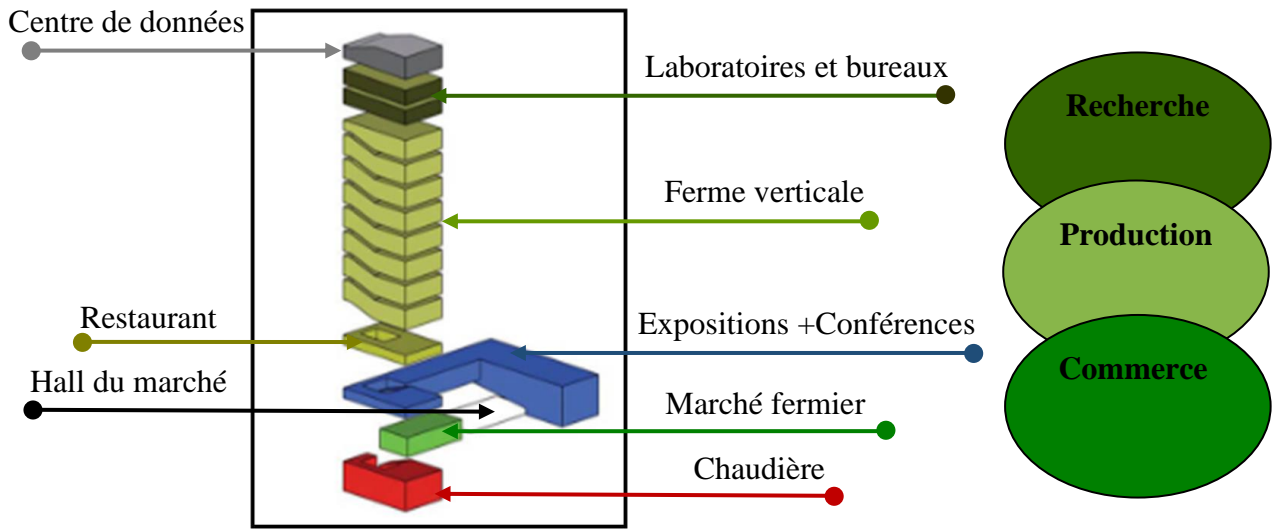 Centre de données
Laboratoires et bureaux
Recherche
Ferme verticale
Production
Restaurant
Expositions +Conférences
Hall du marché
Commerce
Marché fermier
Chaudière